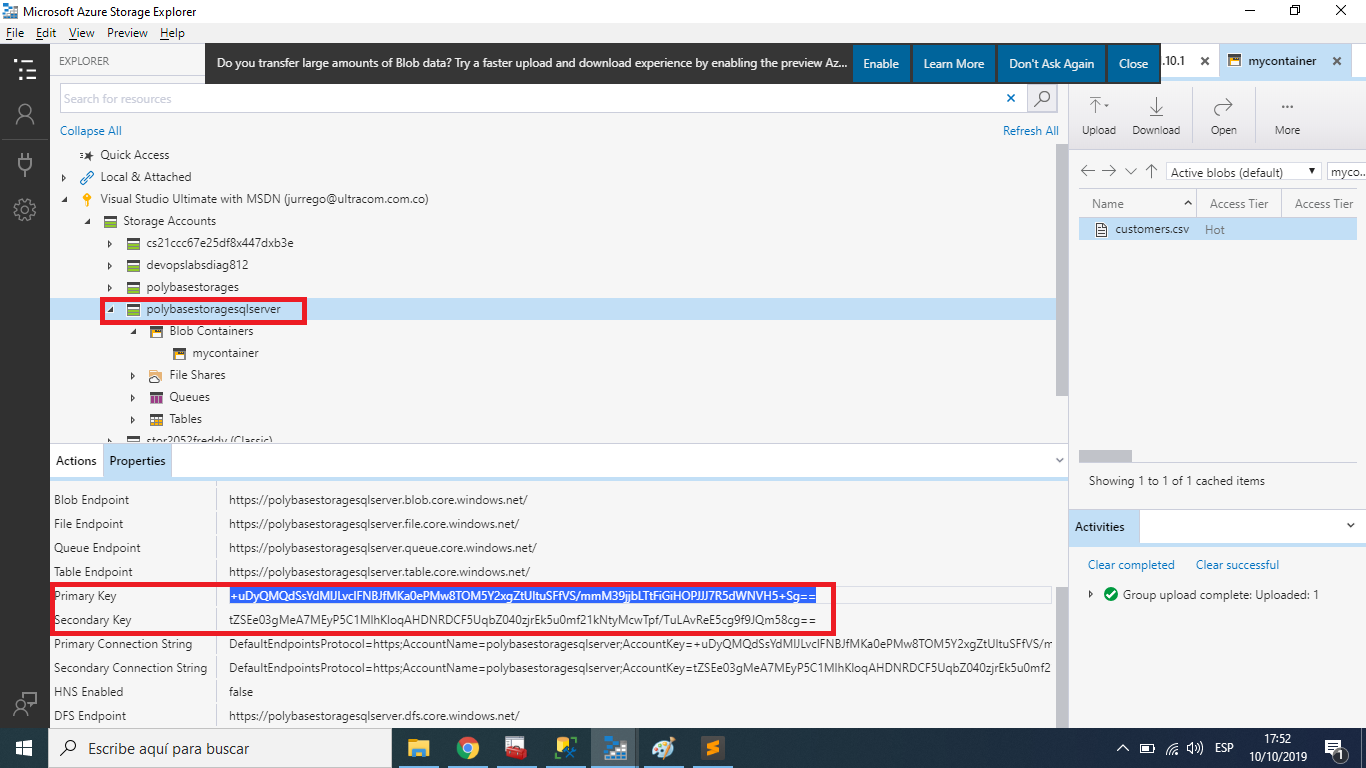 Microsoft Azure Storage Explorer
File Edit View Preview Help
EXPLORER
Do you transfer large amounts of Blob data? Try a faster upload and download experience by enabling the preview Az...
Enable
Learn More
Don't Ask Again
Close
.10.1
mycontainer
Search for resources
Collapse All
Refresh All
Quick Access
Local & Attached
Visual Studio Ultimate with MSDN (jurrego@ultracom.com.co)
Storage Accounts
cs21ccc67e25df8x447dxb3e
devopslabsdiag812
polybasestorages
polybasestoragesqlserver
Blob Containers
mycontainer
File Shares
Queues
Tables
stor2052freddy (Classic)
Upload
Download
Open
More
Active blobs (default)
myco...
Name
Access Tier
Access Tier
customers.csv
Hot
Showing 1 to 1 of 1 cached items
Actions
Properties
Blob Endpoint https://polybasestoragesqlserver.blob.core.windows.net/
File Endpoint https://polybasestoragesqlserver.file.core.windows.net/
Queue Endpoint https://polybasestoragesqlserver.queue.core.windows.net/
Table Endpoint https://polybasestoragesqlserver.table.core.windows.net/
Primary Key
Secondary Key
Primary Connection String DefaultEndpointsProtocol=https;AccountName=polybasestoragesqlserver;AccountKey=
Secondary Connection String DefaultEndpointsProtocol=https;AccountName=polybasestoragesqlserver;AccountKey=
HNS Enabled false
DFS Endpoint https://polybasestoragesqlserver.dfs.core.windows.net/
Activities
Clear completed
Clear successful
Group upload complete: Uploaded: 1
Escribe aquí para buscar
ESP
17:52
10/10/2019
1